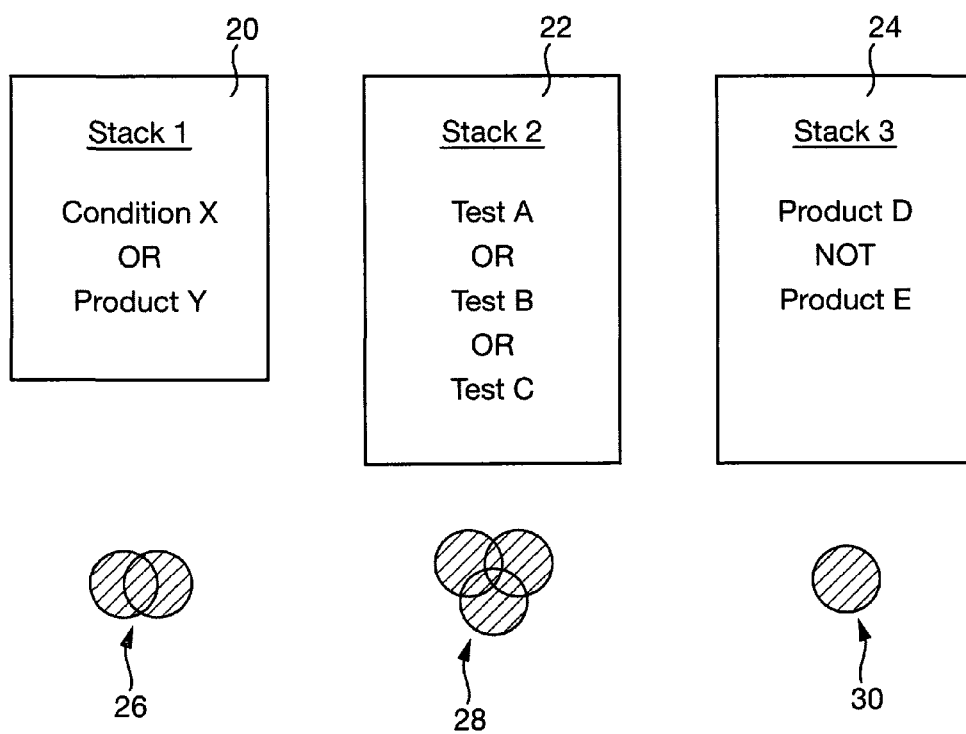 20
22
24
Stack 1
Condition X
OR
Product Y
Stack 2
Test A
OR
Test B
OR
Test C
Stack 3
Product D
NOT
Product E
26
28
30